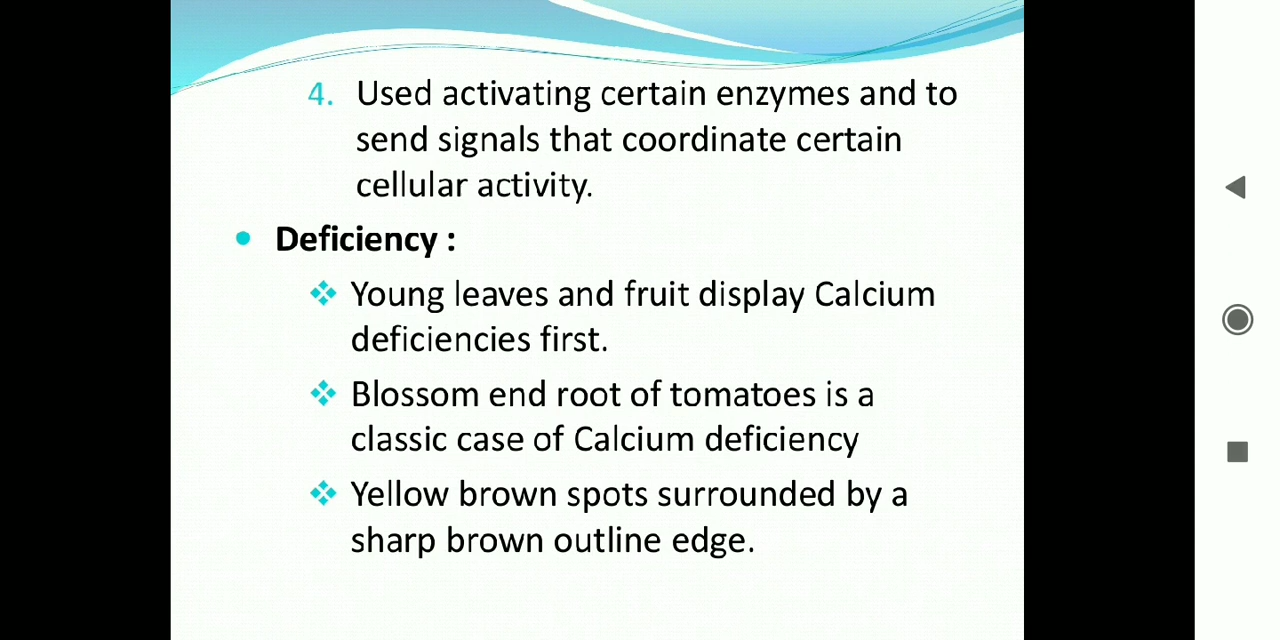 4. Used activating certain enzymes and to
send signals that coordinate certain
cellular activity.
Deficiency :
Young leaves and fruit display Calcium
deficiencies first.
Blossom end root of tomatoes is a
classic case of Calcium deficiency
Yellow brown spots surrounded by a
sharp brown outline edge.